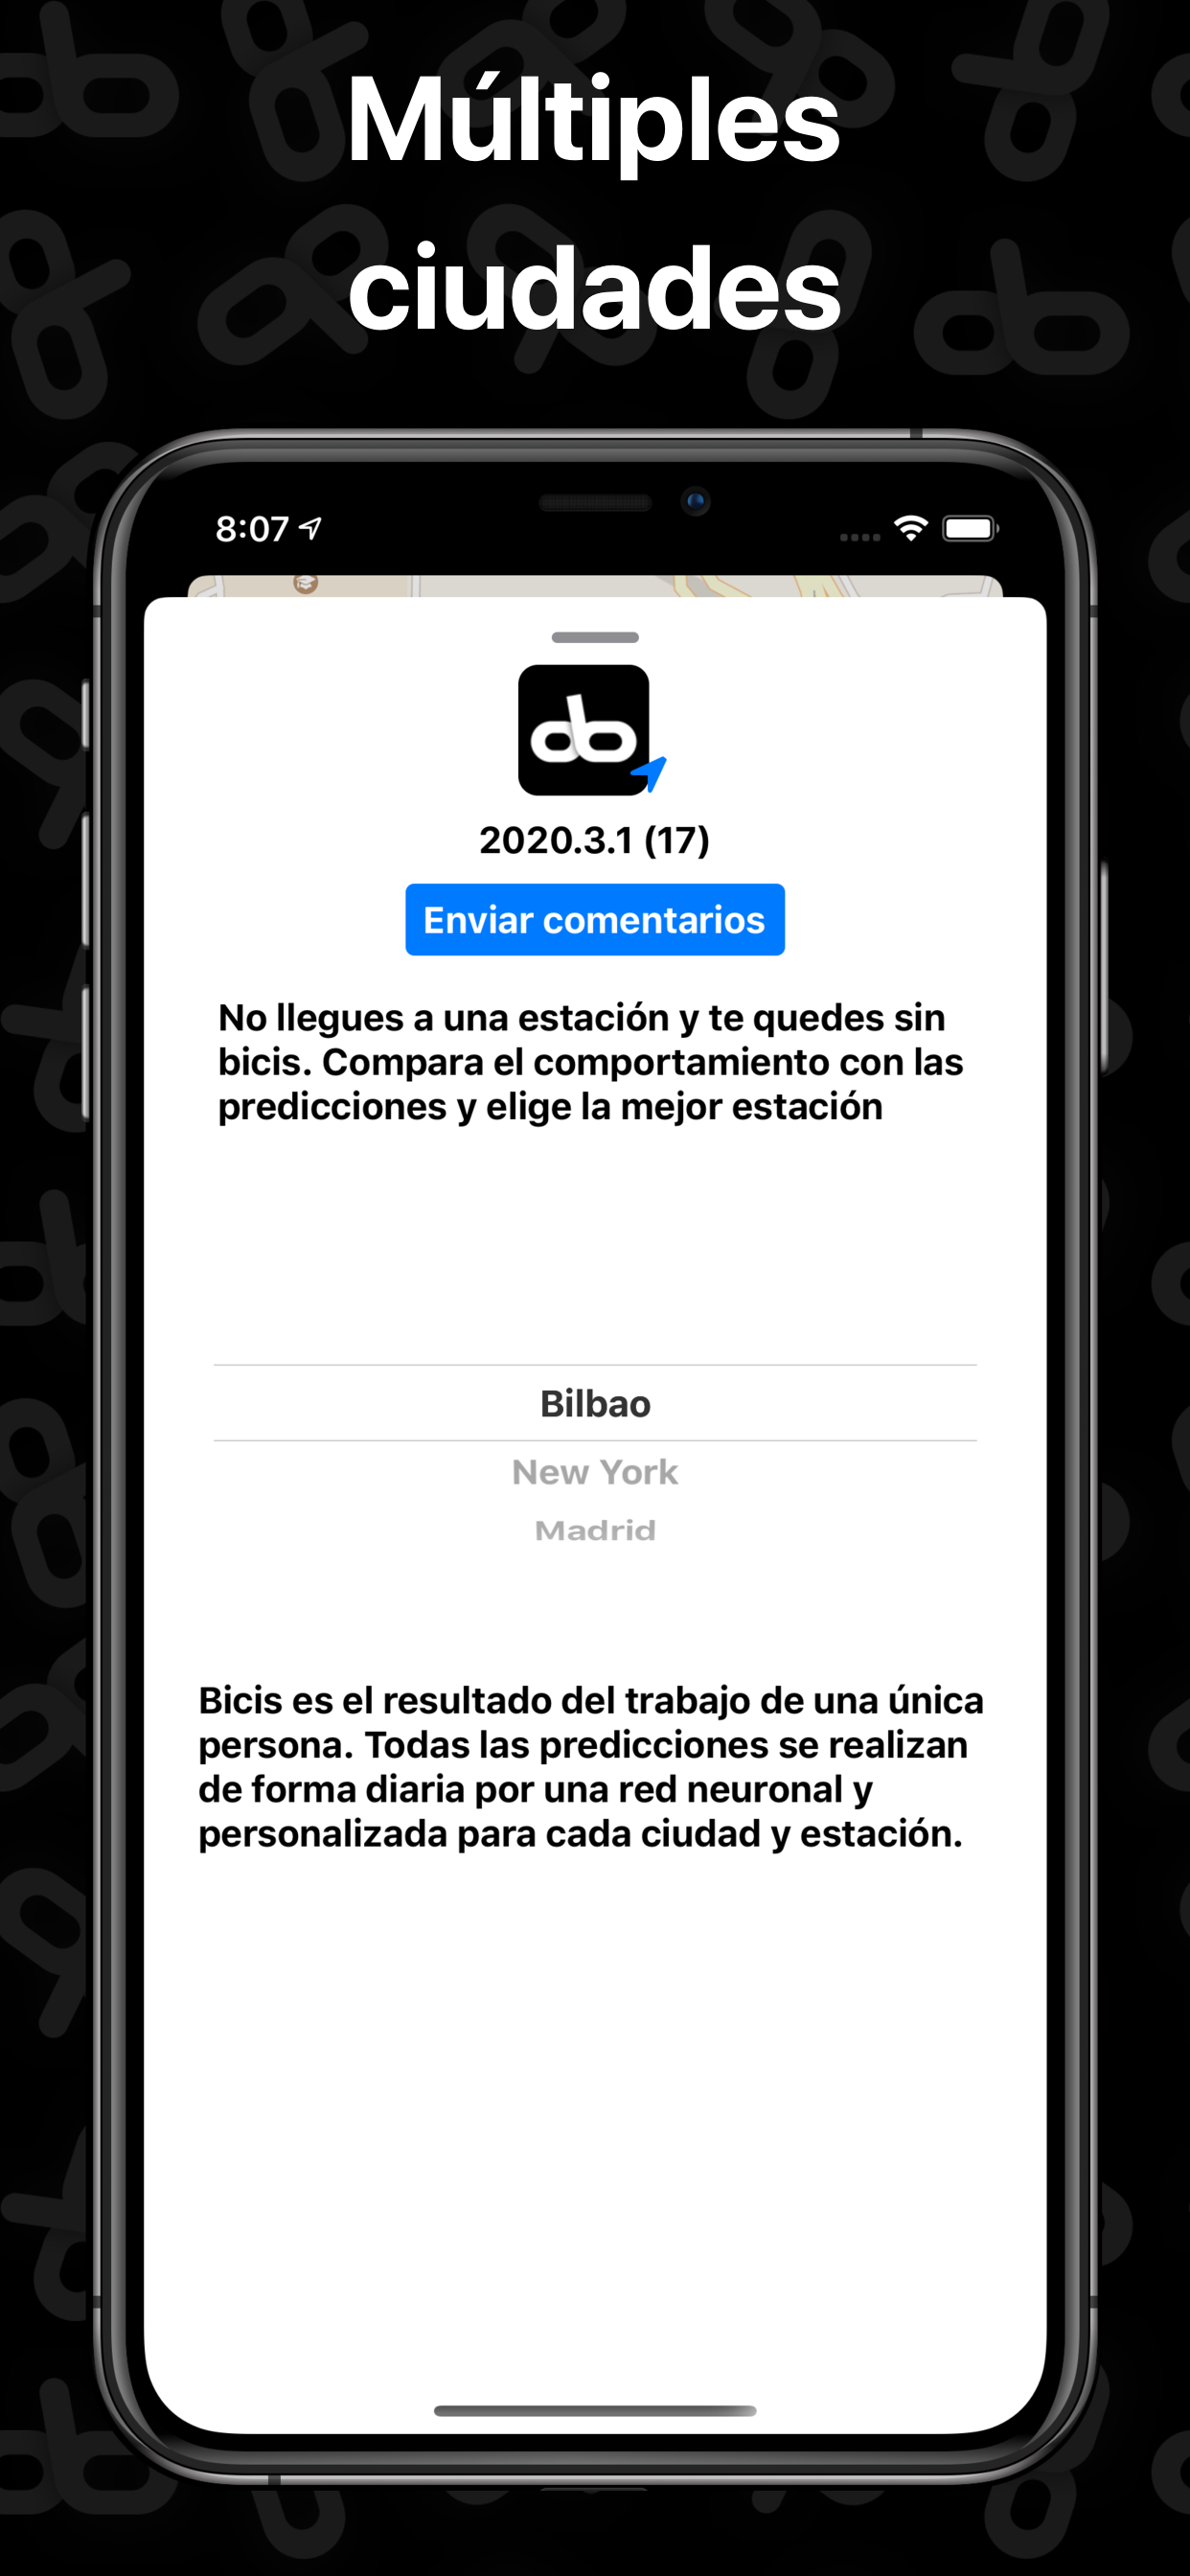 Múltiples
ciudades
8:07
2020.3.1 (17)
Enviar comentarios
No llegues a una estación y te quedes sin
bicis. Compara el comportamiento con las
predicciones y elige la mejor estación
Bilbao
New York
Madrid
Bicis es el resultado del trabajo de una única
persona. Todas las predicciones se realizan
de forma diaria por una red neuronal y
personalizada para cada ciudad y estación.